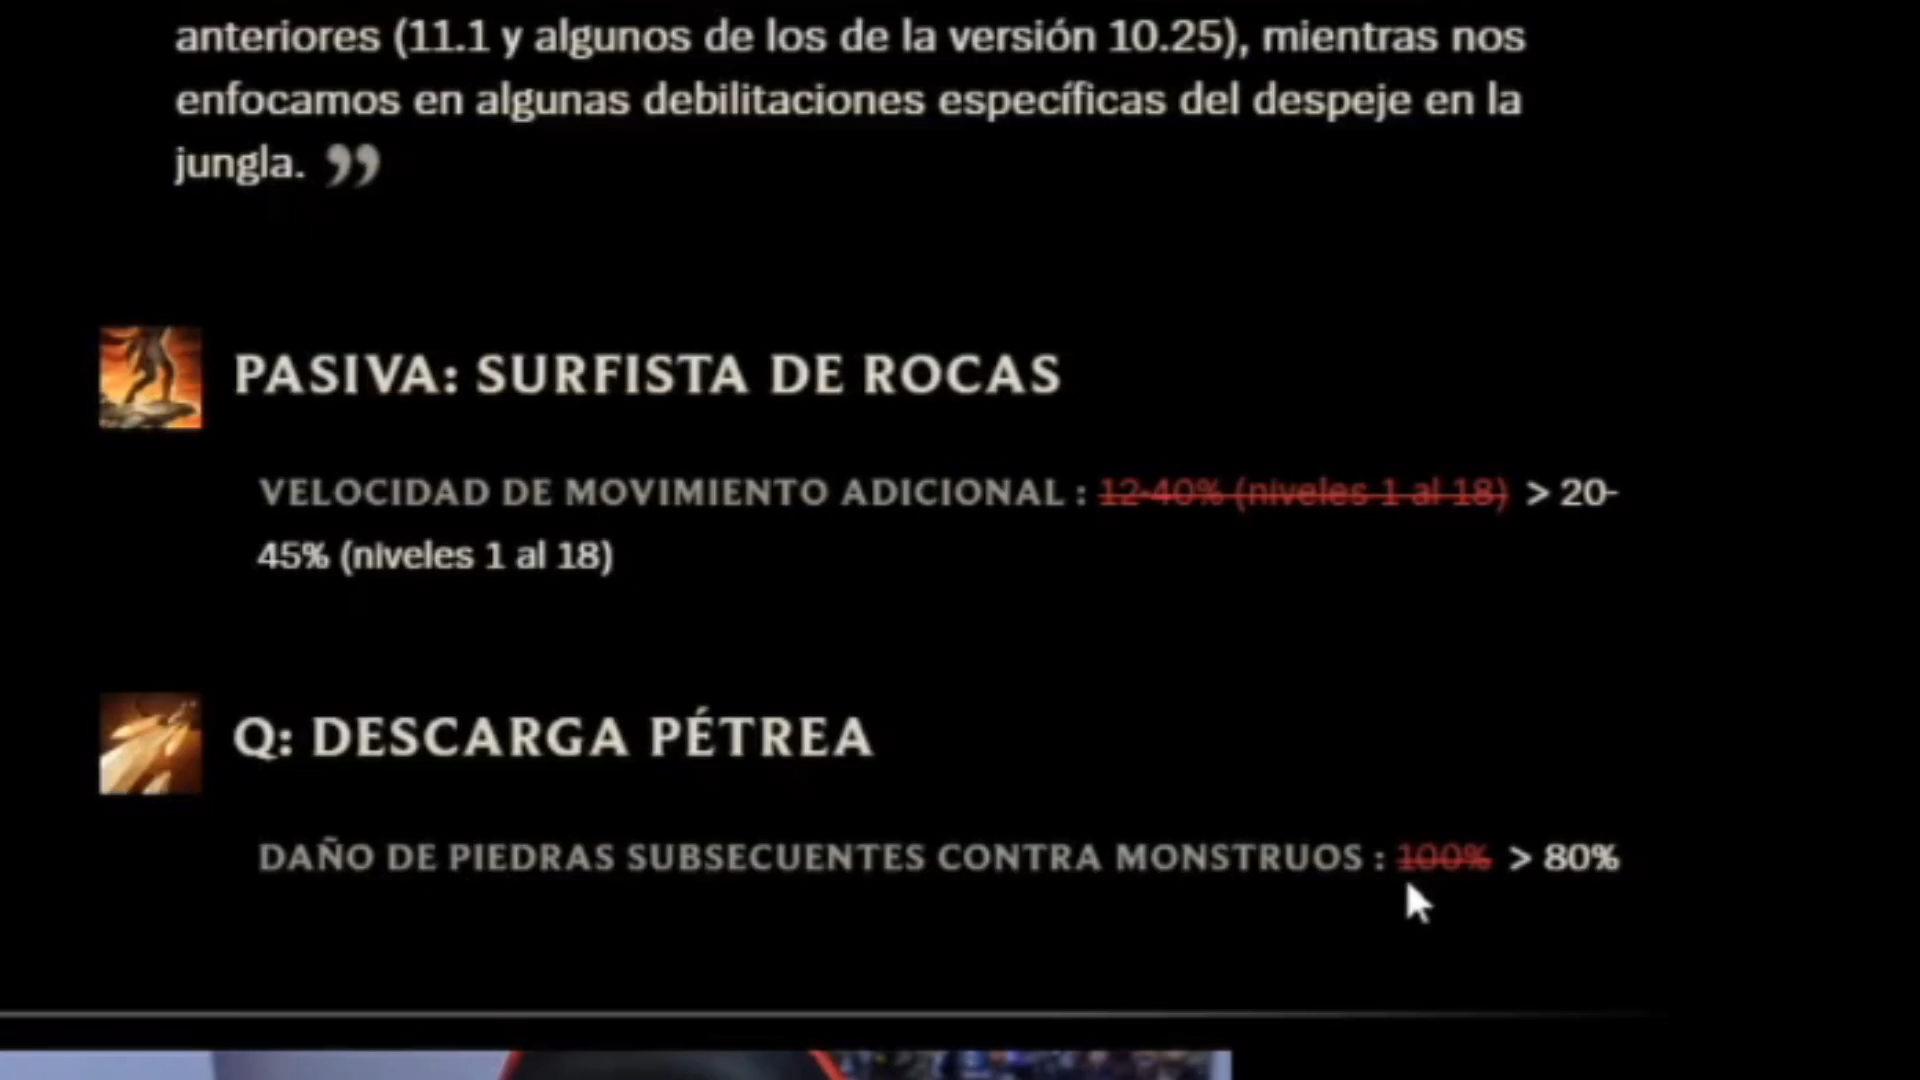 anteriores (11.1 y algunos de los de la versión 10.25), mientras nos
enfocamos en algunas debilitaciones específicas del despeje en la
jungla. ”
PASIVA: SURFISTA DE ROCAS
VELOCIDAD DE MOVIMIENTO ADICIONAL : 12-40% (niveles 1 al 18) > 20-
45% (niveles 1 al 18)
Q: DESCARGA PÉTREA
DAÑO DE PIEDRAS SUBSECUENTES CONTRA MONSTRUOS : 100% > 80%